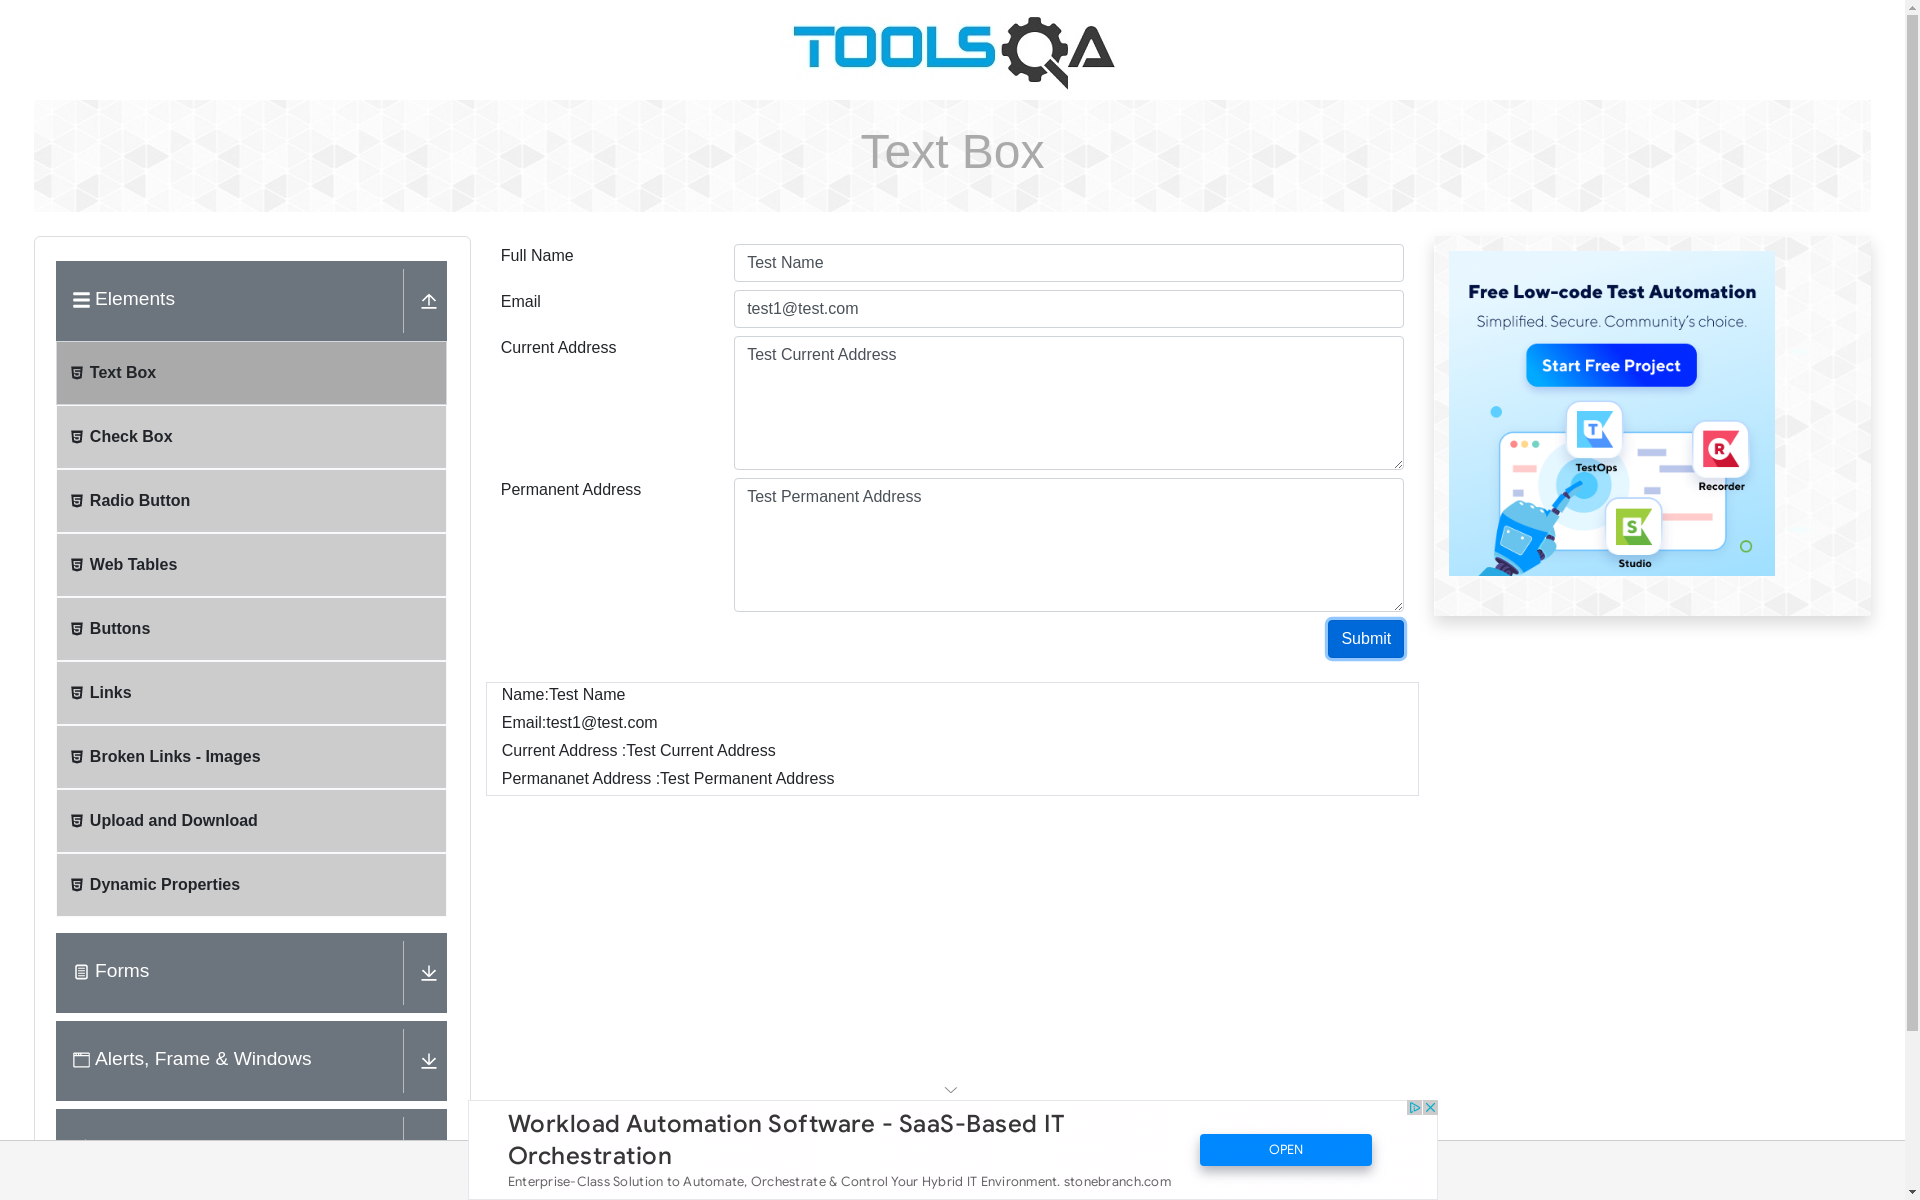 TOOLSQA
Text Box
Elements
Text Box
Check Box
Radio Button
Web Tables
Buttons
Links
Broken Links - Images
Upload and Download
Dynamic Properties
Forms
Alerts, Frame & Windows
Full Name
Test Name
Email
test1@test.com
Current Address
Test Current Address
Permanent Address
Test Permanent Address
Submit
Name:Test Name
Email:test1@test.com
Current Address :Test Current Address
Permananet Address :Test Permanent Address
Free Low-code Test Automation
Simplified. Secure. Community's choice.
Start Free Project
T
TestOps
R
Recorder
S
Studio
Workload Automation Software - SaaS-Based IT
Orchestration
Enterprise-Class Solution to Automate, Orchestrate & Control Your Hybrid IT Environment. stonebranch.com
OPEN